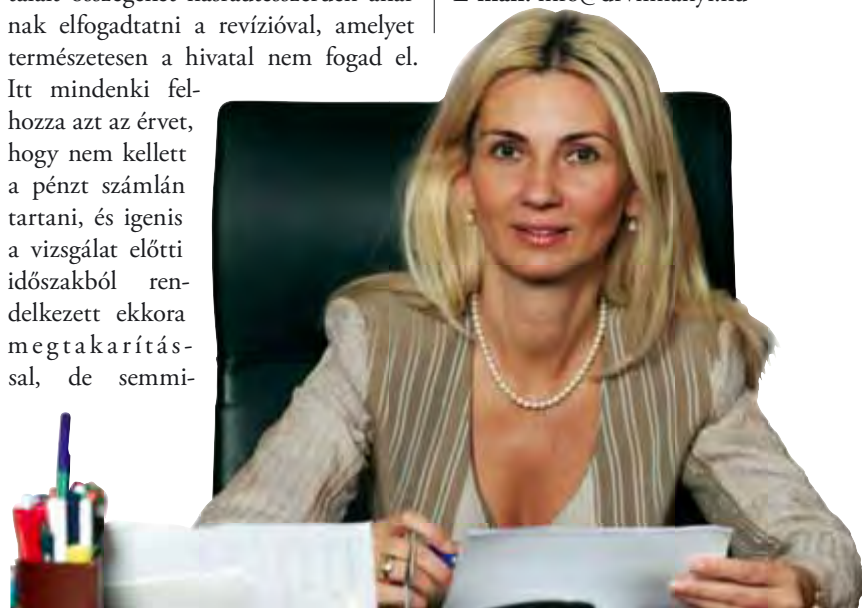 nak elfogadtatni a revízióval, amelyet
természetesen a hivatal nem fogad el.
Itt mindenki fel-
hozza azt az érvet,
hogy nem kellett
a pénzt számlán
tartani, és igenis
a vizsgálat előtti
időszakból ren-
delkezett ekkora
megtakarítás-
sal, de semmi-